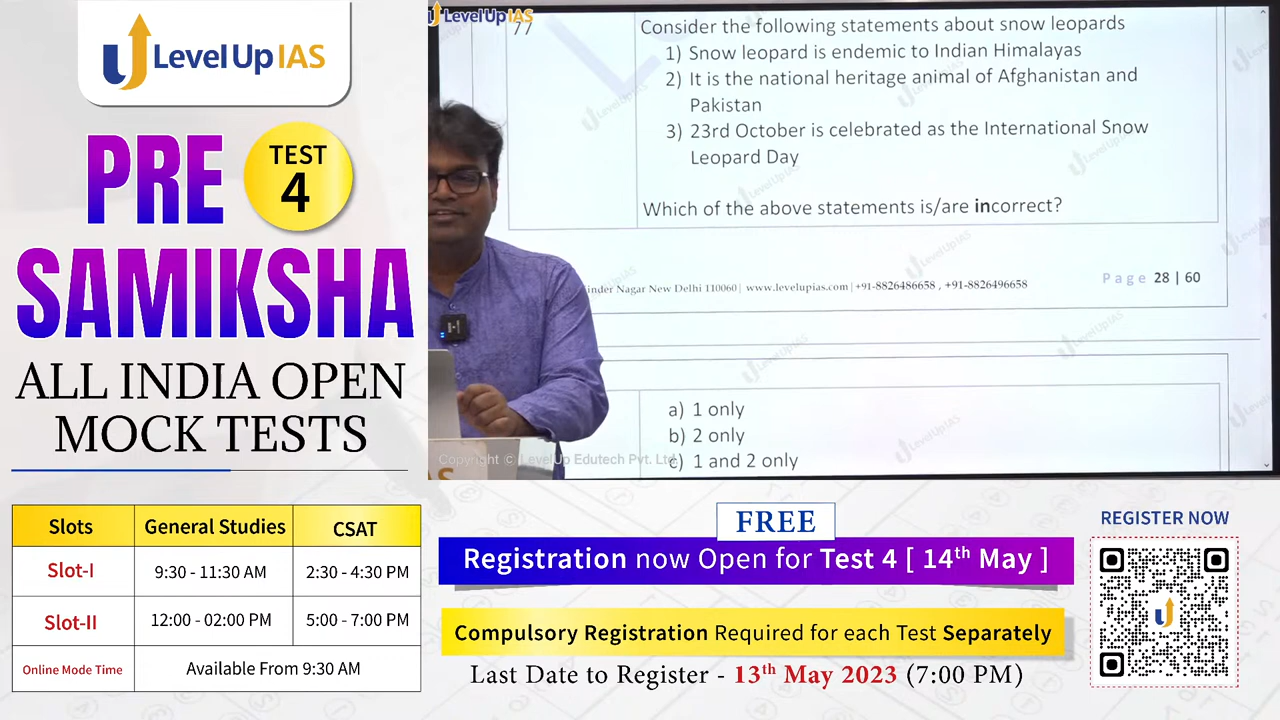 LevelUp IAS
PRE
TEST
4
SAMIKSHA
ALL INDIA OPEN
MOCK TESTS
Slots General Studies CSAT
Slot-I 9:30 - 11:30 AM 2:30 - 4:30 PM
Slot-II 12:00 - 02:00 PM 5:00 - 7:00 PM
Online Mode Time Available From 9:30 AM
LevelUp IAS
77 Consider the following statements about snow leopards
1) Snow leopard is endemic to Indian Himalayas
2) It is the national heritage animal of Afghanistan and
Pakistan
3) 23rd October is celebrated as the International Snow
Leopard Day
Which of the above statements is/are incorrect?
inder Nagar New Delhi 110060| www.levelupias.com | +91-8826486658 , +91-8826496658
Page 28 | 60
a) 1 only
b) 2 only
c) 1 and 2 only
Copyright © LevelUp Edutech Pvt. Ltd
FREE
Registration now Open for Test 4 [ 14th May ]
Compulsory Registration Required for each Test Separately
Last Date to Register - 13th May 2023 (7:00 PM)
REGISTER NOW